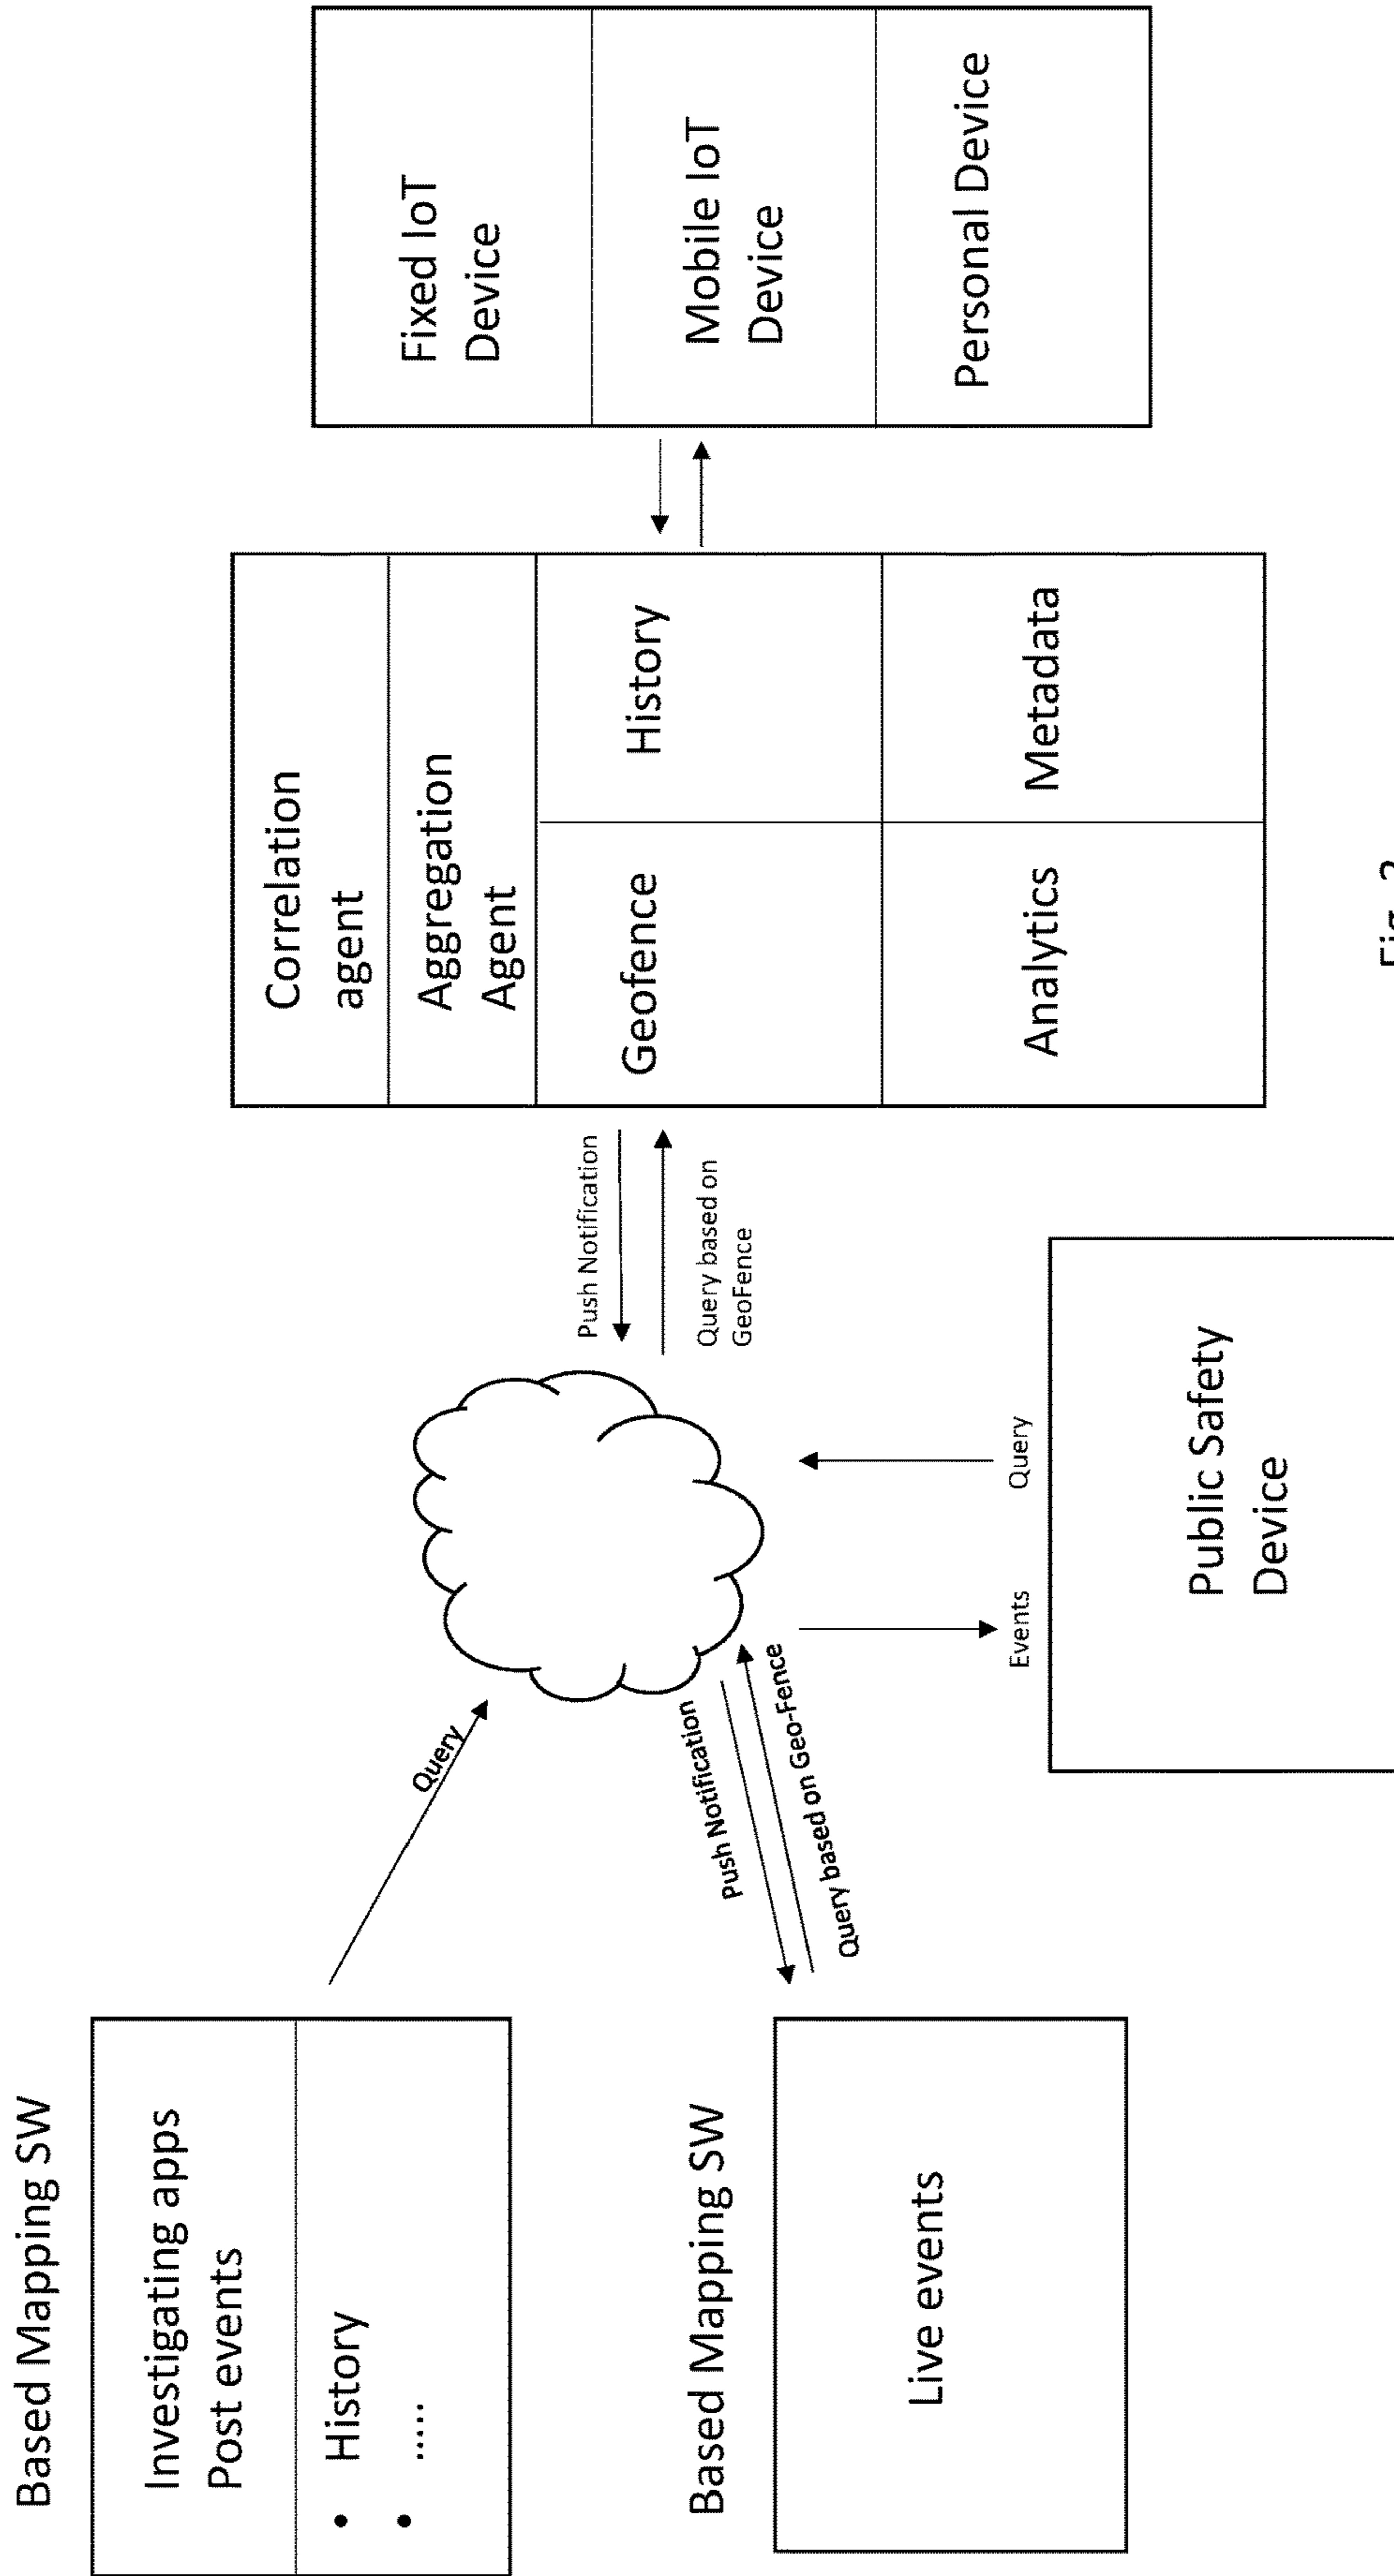 Based Mapping SW
Investigating apps
Post events
• History
• .....
Based Mapping SW
Live events
Query
Push Notification
Query based on Geo-Fence
Events
Query
Public Safety
Device
Push Notification
Query based on
GeoFence
Correlation
agent
Aggregation
Agent
Geofence
History
Analytics
Metadata
Fixed IoT
Device
Mobile IoT
Device
Personal Device